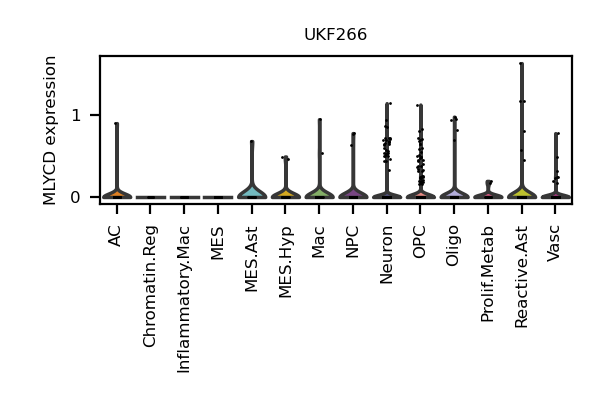 UKF266
MLYCD expression
1
0
AC
Chromatin.Reg
Inflammatory.Mac
MES
MES.Ast
MES.Hyp
Mac
NPC
Neuron
OPC
Oligo
Prolif.Metab
Reactive.Ast
Vasc